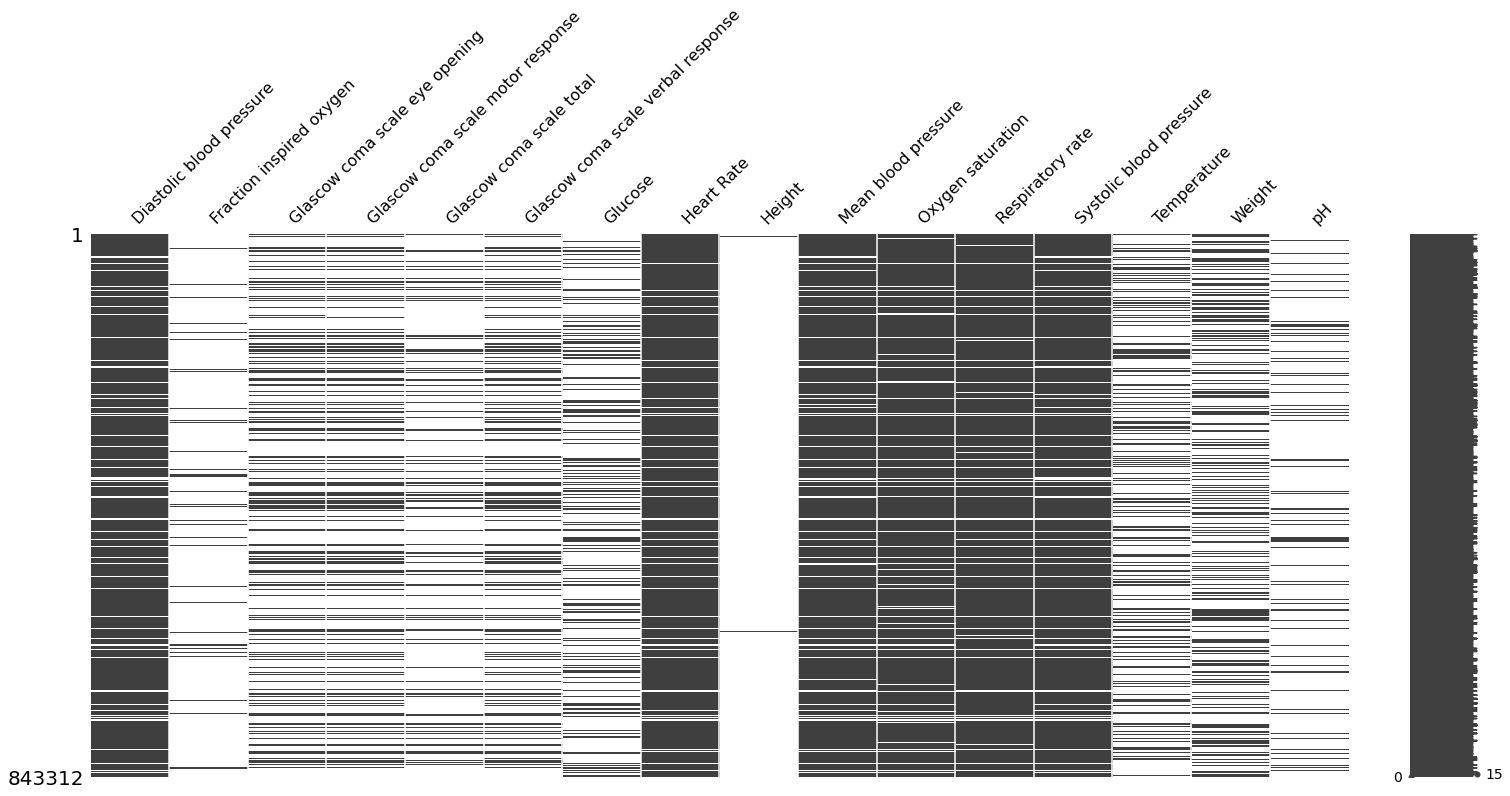 Diastolic blood pressure
Fraction inspired oxygen
Glascow coma scale eye opening
Glascow coma scale motor response
Glascow coma scale total
Glascow coma scale verbal response
Glucose
Heart Rate
Height
Mean blood pressure
Oxygen saturation
Respiratory rate
Systolic blood pressure
Temperature
Weight
pH
1
843312
0
15